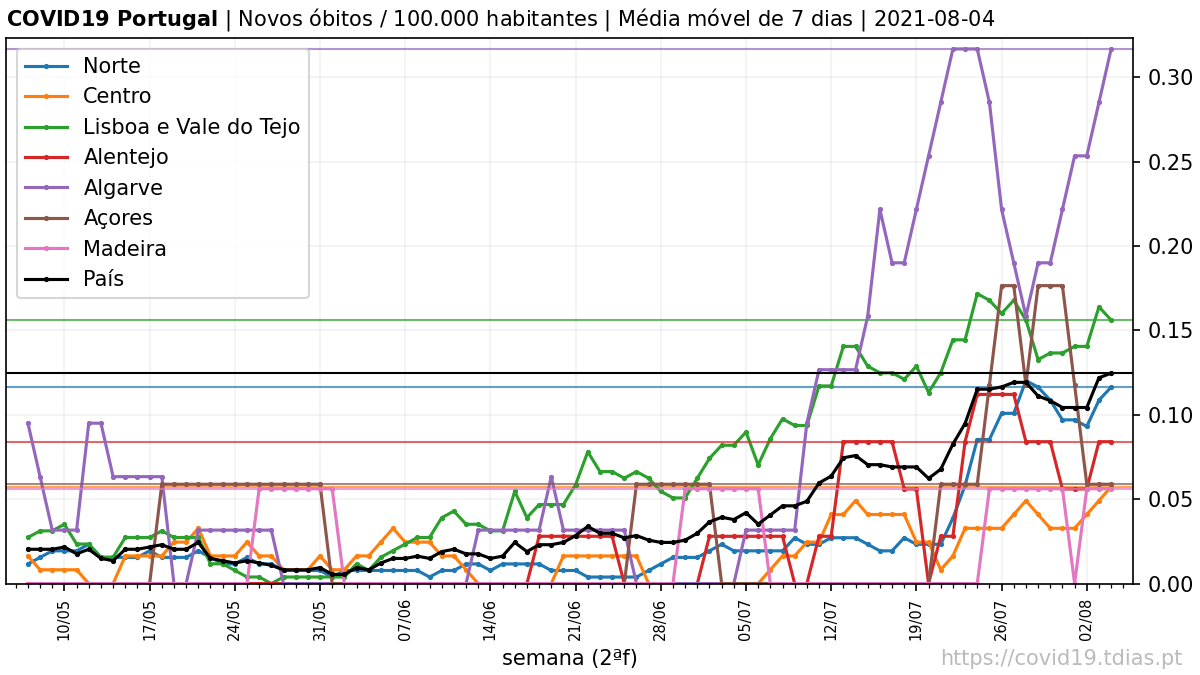 COVID19 Portugal | Novos óbitos / 100.000 habitantes | Média móvel de 7 dias | 2021-08-04
Norte
Centro
Lisboa e Vale do Tejo
Alentejo
Algarve
Açores
Madeira
País
0.30
0.25
0.20
0.15
0.10
0.05
0.00
10/05
17/05
24/05
31/05
07/06
14/06
21/06
28/06
05/07
12/07
19/07
26/07
02/08
semana (2ªf)
https://covid19.tdias.pt